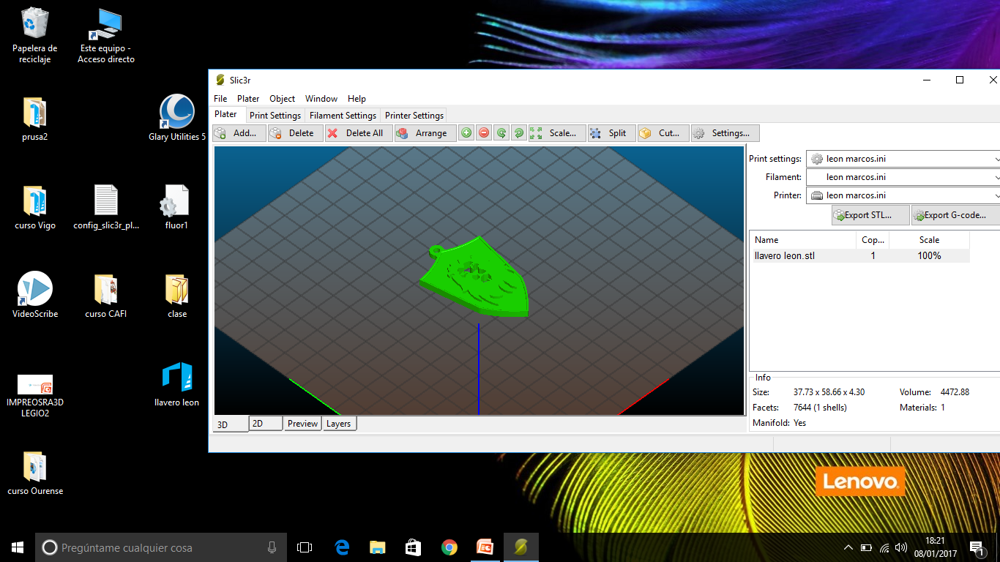 Papelera de
reciclaje
Este equipo -
Acceso directo
prusa2
Glary Utilities 5
curso Vigo
config_slic3r_pl...
fluor1
VideoScribe
curso CAFI
clase
IMPREOSRA3D
LEGIO2
llavero leon
curso Ourense
Slic3r
File Plater Object Window Help
Plater Print Settings Filament Settings Printer Settings
Add... Delete Delete All Arrange Scale... Split Cut... Settings...
Print settings: leon marcos.ini
Filament: leon marcos.ini
Printer: leon marcos.ini
Export STL... Export G-code...
Name Cop... Scale
llavero leon.stl 1 100%
Info
Size: 37.73 x 58.66 x 4.30 Volume: 4472.88
Facets: 7644 (1 shells) Materials: 1
Manifold: Yes
3D 2D Preview Layers
Lenovo
Pregúntame cualquier cosa
18:21
08/01/2017
1